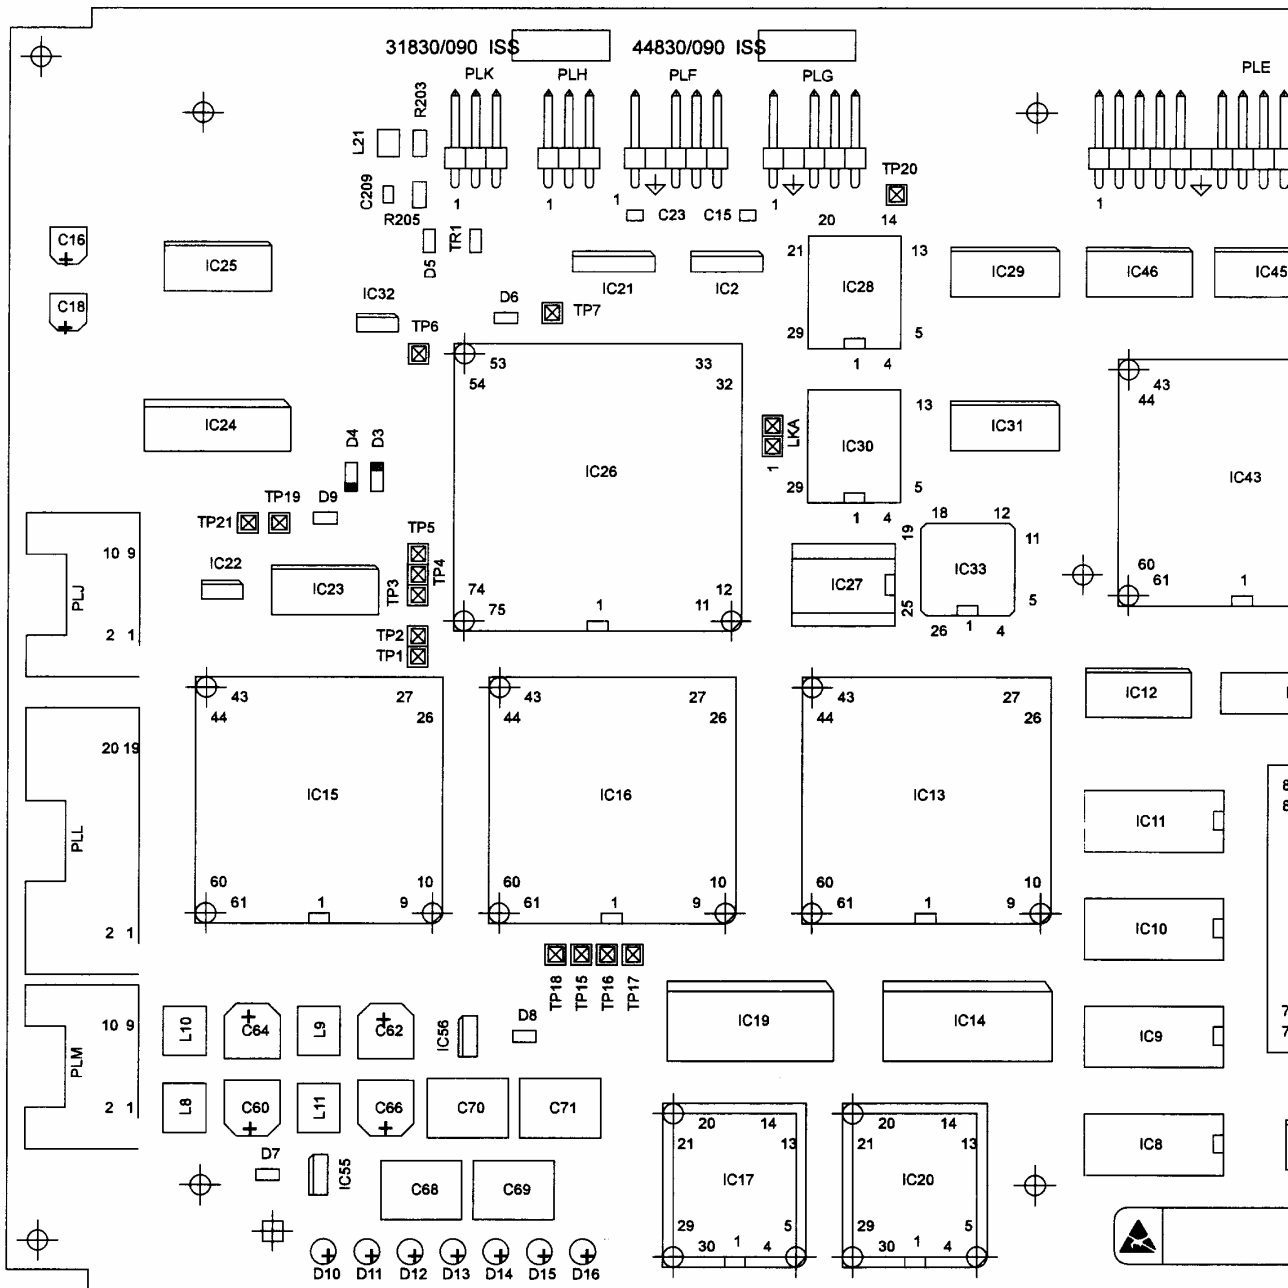 31830/090 ISS
44830/090 ISS
PLK
PLH
PLF
PLG
PLE
R203
L21
C209
R205
1
1
1
1
1
TP20
C23
C15
20
14
C16
D5
TR1
21
13
IC25
IC21
IC2
IC28
IC29
IC46
IC45
C18
IC32
D6
TP7
TP6
29
5
1
4
53
33
54
32
43
44
IC24
D4
D3
IC26
LKA
1
13
IC30
IC31
IC43
29
5
1
4
TP19
TP21
D9
TP5
TP4
TP3
19
18
12
11
10 9
PLJ
2 1
IC22
IC23
IC27
IC33
25
26
1
4
5
60
61
1
74
75
1
12
11
TP2
TP1
43
27
44
26
43
27
44
26
43
27
44
26
IC12
20 19
PLL
2 1
IC15
IC16
IC13
IC11
60
61
1
9
10
60
61
1
9
10
60
61
1
9
10
IC10
TP18
TP15
TP16
TP17
10 9
PLM
2 1
L10
C64
L9
C62
IC56
D8
IC19
IC14
IC9
L8
C60
L11
C66
C70
C71
20
14
21
13
20
14
21
13
IC8
D7
IC55
C68
C69
IC17
IC20
29
5
30
1
4
29
5
30
1
4
D10
D11
D12
D13
D14
D15
D16